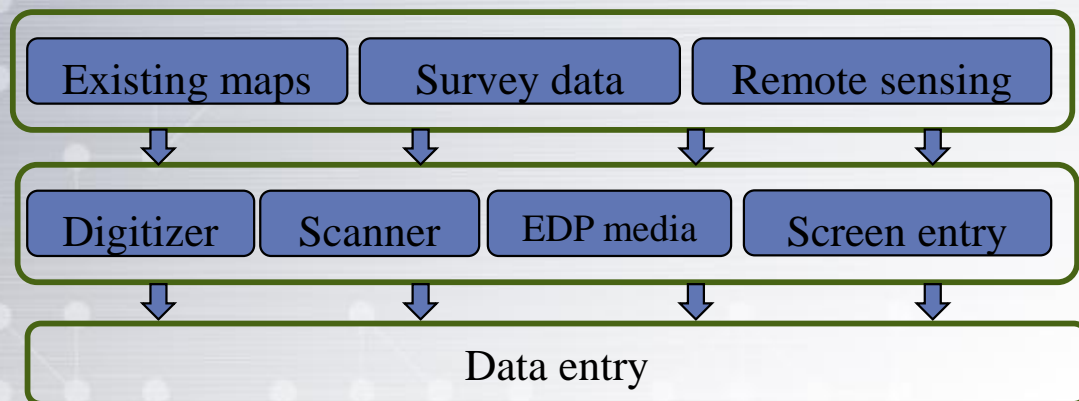 Existing maps Survey data Remote sensing
Digitizer Scanner EDP media Screen entry
Data entry